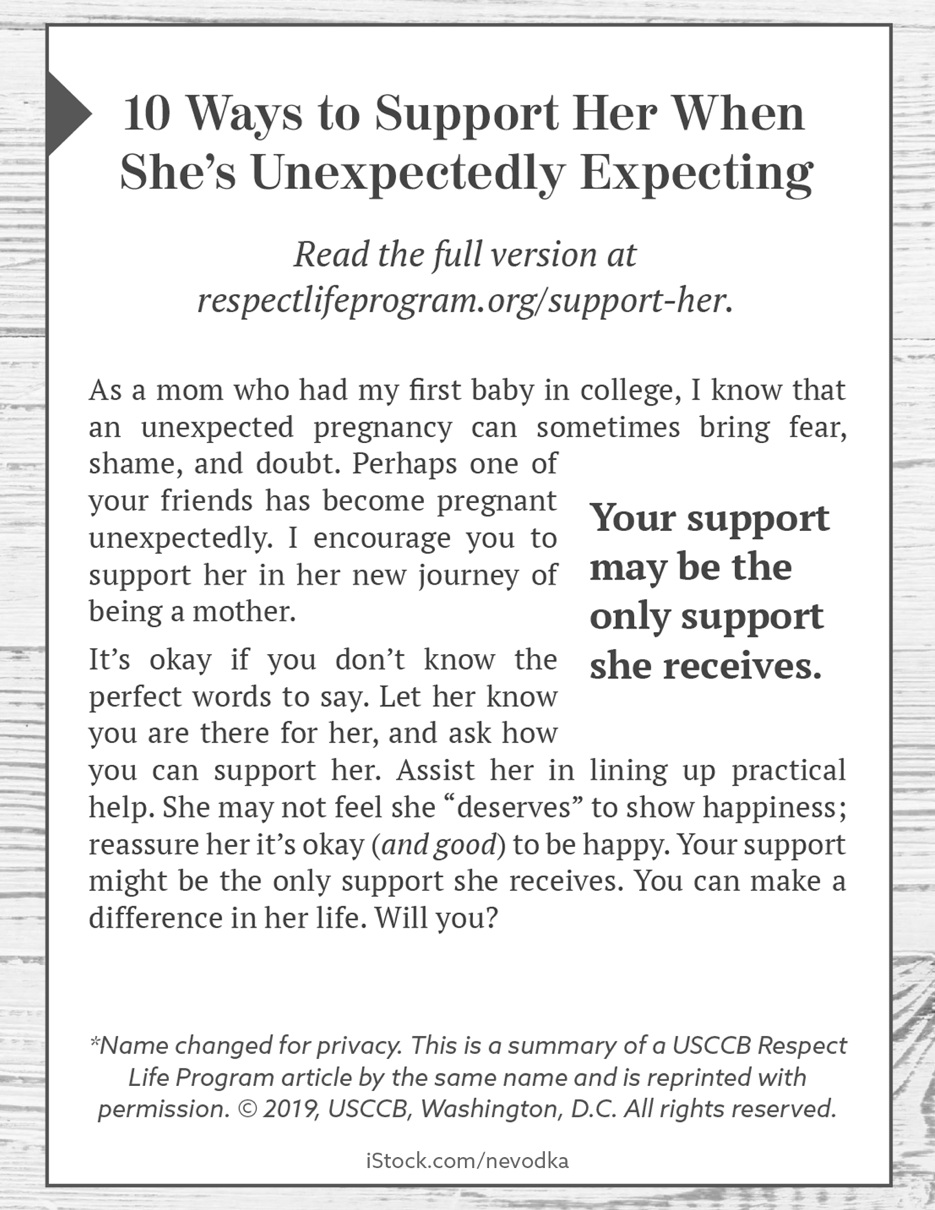 10 Ways to Support Her When
She’s Unexpectedly Expecting
Read the full version at
respectlifeprogram.org/support-her.
As a mom who had my first baby in college, I know that
an unexpected pregnancy can sometimes bring fear,
shame, and doubt. Perhaps one of
your friends has become pregnant
unexpectedly. I encourage you to
support her in her new journey of
being a mother.
Your support
may be the
only support
she receives.
It’s okay if you don’t know the
perfect words to say. Let her know
you are there for her, and ask how
you can support her. Assist her in lining up practical
help. She may not feel she “deserves” to show happiness;
reassure her it’s okay (and good) to be happy. Your support
might be the only support she receives. You can make a
difference in her life. Will you?
*Name changed for privacy. This is a summary of a USCCB Respect
Life Program article by the same name and is reprinted with
permission. © 2019, USCCB, Washington, D.C. All rights reserved.
iStock.com/nevodka